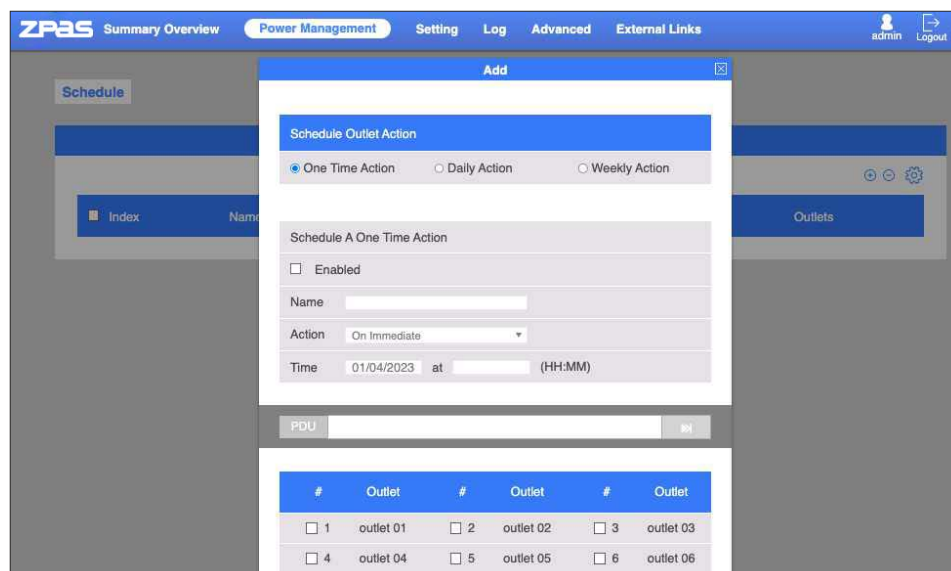 ZPAS Summary Overview Power Management Setting Log Advanced External Links admin Logout
Add
Schedule
Schedule Outlet Action
One Time Action Daily Action Weekly Action
Index Name Outlets
Schedule A One Time Action
Enabled
Name
Action On Immediate
Time 01/04/2023 at (HH:MM)
PDU
# Outlet # Outlet # Outlet
1 outlet 01 2 outlet 02 3 outlet 03
4 outlet 04 5 outlet 05 6 outlet 06